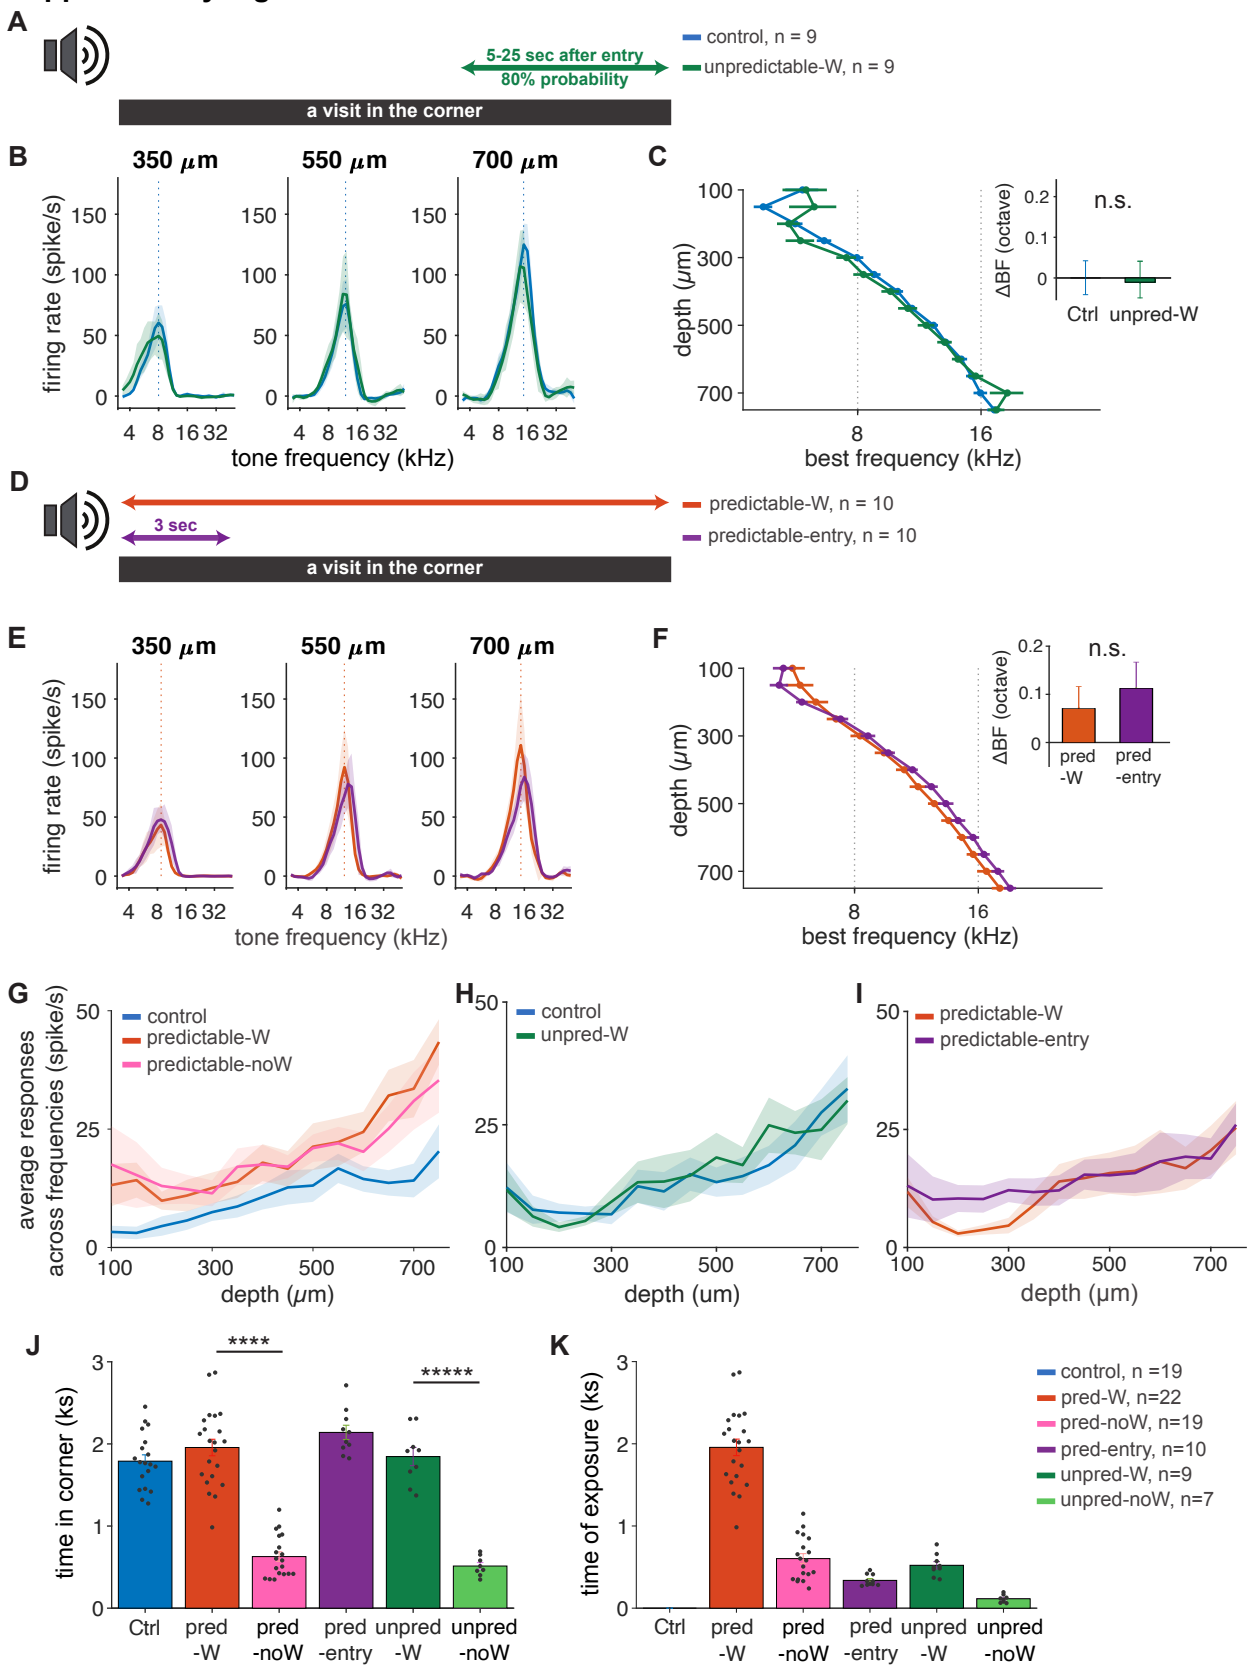 A
5-25 sec after entry
80% probability
control, n = 9
unpredictable-W, n = 9
a visit in the corner
B
350 μm
550 μm
700 μm
firing rate (spike/s)
150
100
50
0
150
100
50
0
150
100
50
0
4 8 16 32
4 8 16 32
4 8 16 32
tone frequency (kHz)
C
100
300
500
700
depth (μm)
8
16
best frequency (kHz)
ΔBF (octave)
0.2
0.1
0
n.s.
Ctrl unpred-W
D
3 sec
predictable-W, n = 10
predictable-entry, n = 10
a visit in the corner
E
350 μm
550 μm
700 μm
firing rate (spike/s)
150
100
50
0
150
100
50
0
150
100
50
0
4 8 16 32
4 8 16 32
4 8 16 32
tone frequency (kHz)
F
100
300
500
700
depth (μm)
8
16
best frequency (kHz)
ΔBF (octave)
0.2
0.1
0
n.s.
pred
-W
pred
-entry
G
average responses
across frequencies (spike/s)
50
25
0
control
predictable-W
predictable-noW
100 300 500 700
depth (μm)
H
50
25
0
control
unpred-W
100 300 500 700
depth (um)
I
50
25
0
predictable-W
predictable-entry
100 300 500 700
depth (μm)
J
time in corner (ks)
3
2
1
0
****
*****
Ctrl
pred
-W
pred
-noW
pred
-entry
unpred
-W
unpred
-noW
K
time of exposure (ks)
3
2
1
0
Ctrl
pred
-W
pred
-noW
pred
-entry
unpred
-W
unpred
-noW
control, n =19
pred-W, n=22
pred-noW, n=19
pred-entry, n=10
unpred-W, n=9
unpred-noW, n=7